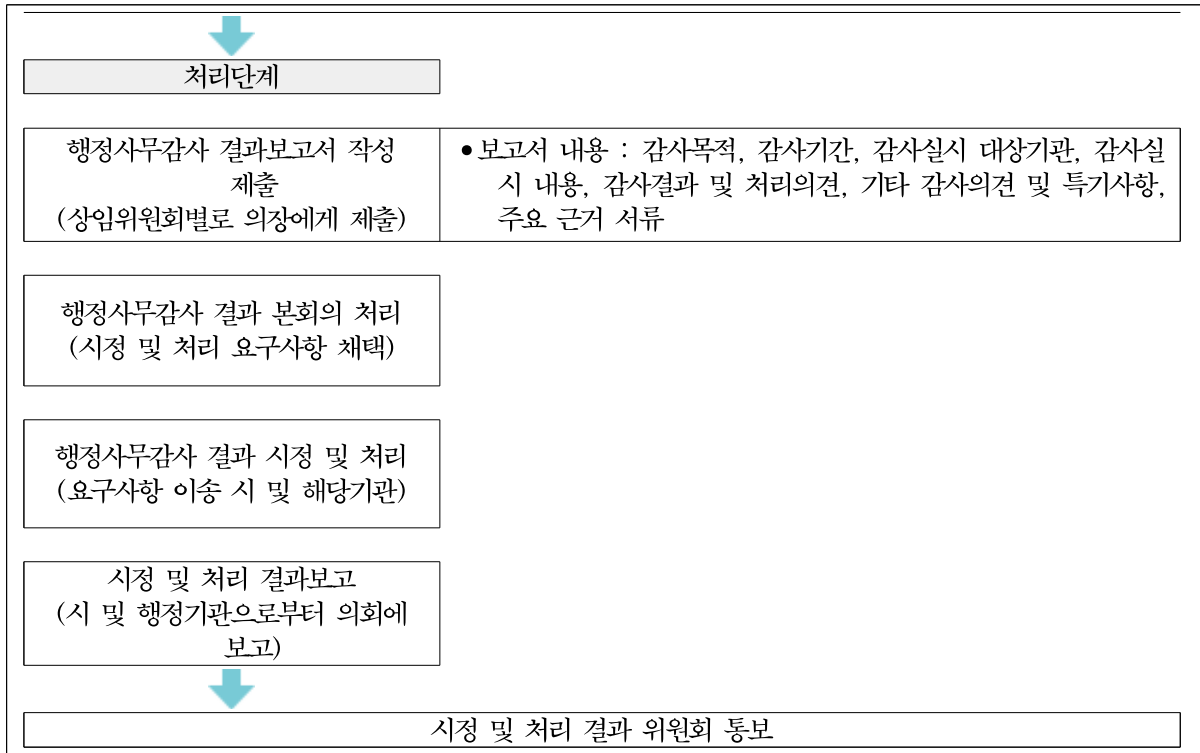 처리단계
행정사무감사 결과보고서 작성
제출
(상임위원회별로 의장에게 제출)
• 보고서 내용 : 감사목적, 감사기간, 감사실시 대상기관, 감사실
시 내용, 감사결과 및 처리의견, 기타 감사의견 및 특기사항,
주요 근거 서류
행정사무감사 결과 본회의 처리
(시정 및 처리 요구사항 채택)
행정사무감사 결과 시정 및 처리
(요구사항 이송 시 및 해당기관)
시정 및 처리 결과보고
(시 및 행정기관으로부터 의회에
보고)
시정 및 처리 결과 위원회 통보